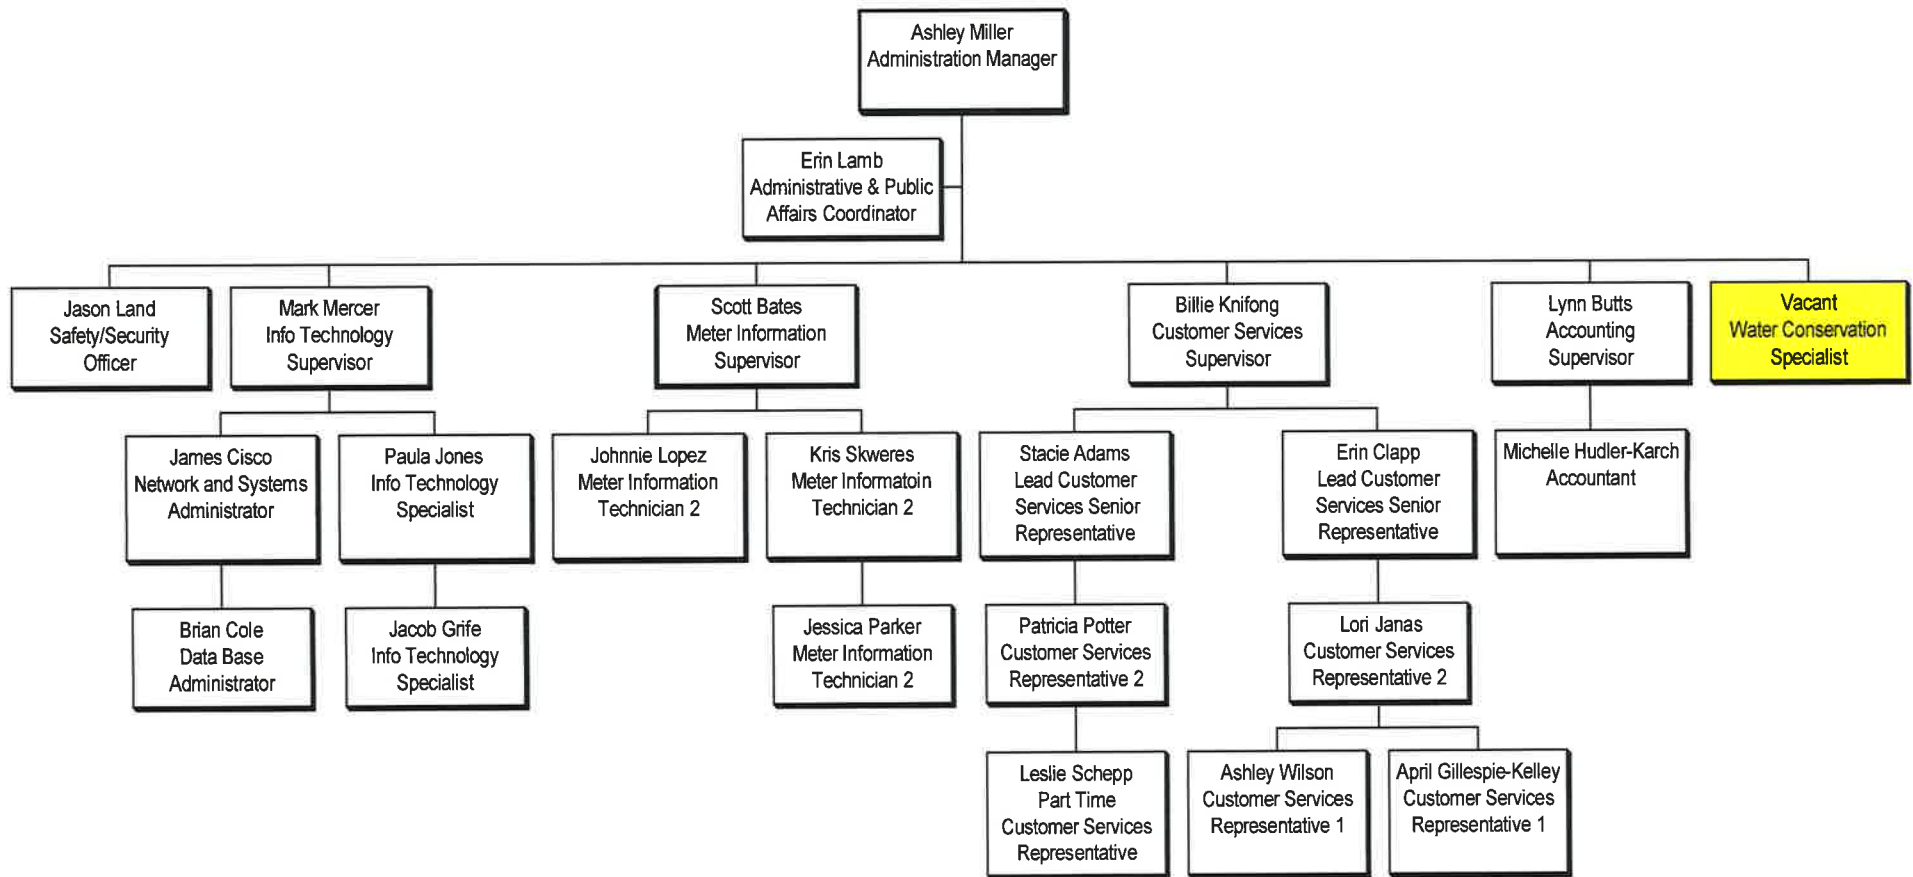 Ashley Miller
Administration Manager
Erin Lamb
Administrative & Public
Affairs Coordinator
Jason Land
Safety/Security
Officer
Mark Mercer
Info Technology
Supervisor
Scott Bates
Meter Information
Supervisor
Billie Knifong
Customer Services
Supervisor
Lynn Butts
Accounting
Supervisor
Vacant
Water Conservation
Specialist
James Cisco
Network and Systems
Administrator
Paula Jones
Info Technology
Specialist
Johnnie Lopez
Meter Information
Technician 2
Kris Skweres
Meter Informatoin
Technician 2
Stacie Adams
Lead Customer
Services Senior
Representative
Erin Clapp
Lead Customer
Services Senior
Representative
Michelle Hudler-Karch
Accountant
Brian Cole
Data Base
Administrator
Jacob Grife
Info Technology
Specialist
Jessica Parker
Meter Information
Technician 2
Patricia Potter
Customer Services
Representative 2
Lori Janas
Customer Services
Representative 2
Leslie Schepp
Part Time
Customer Services
Representative
Ashley Wilson
Customer Services
Representative 1
April Gillespie-Kelley
Customer Services
Representative 1